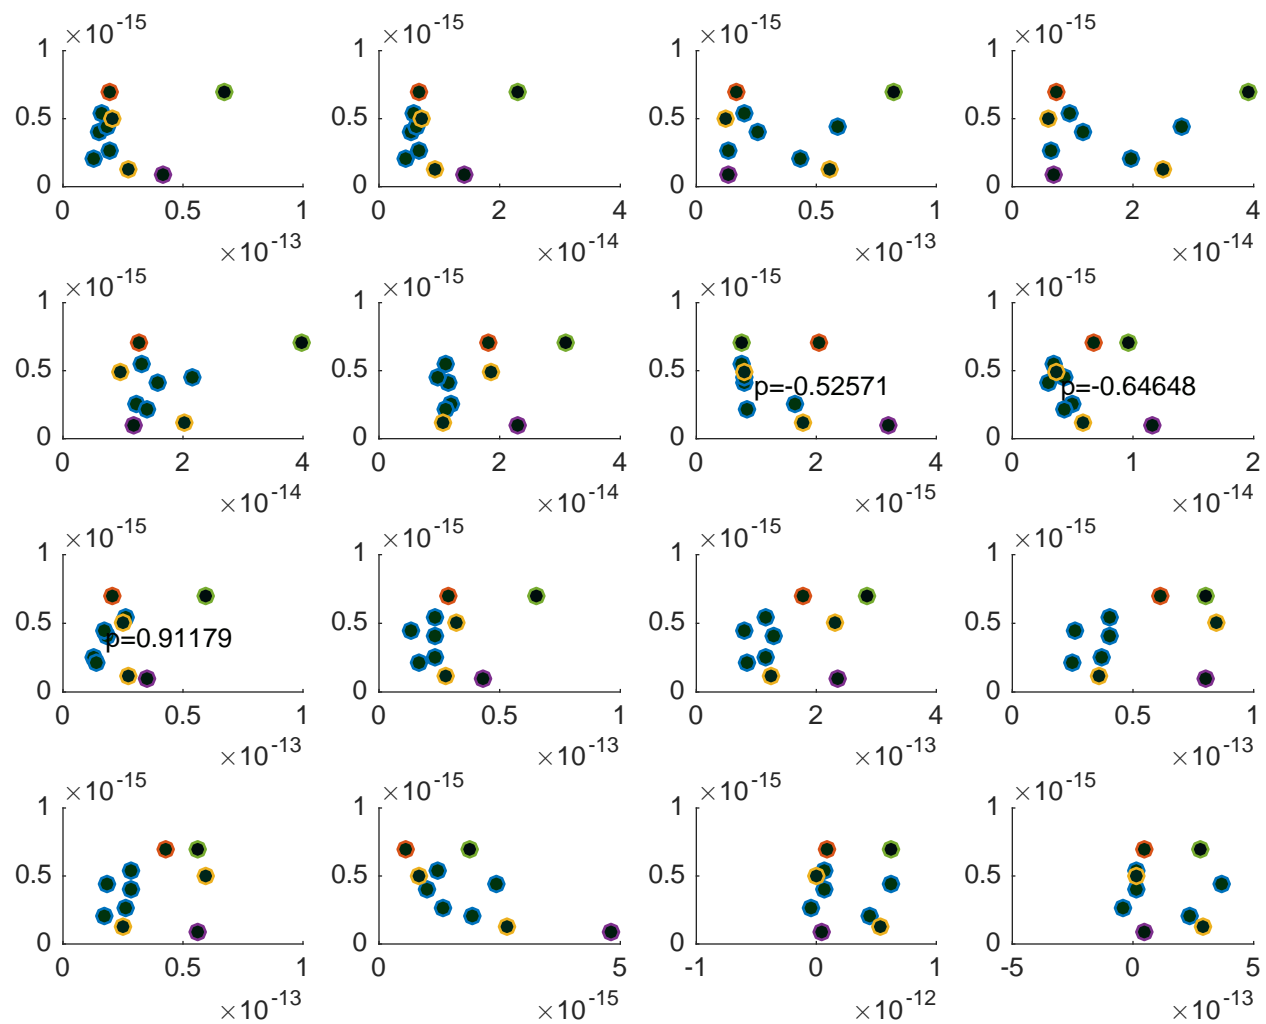 ×10-15 ×10-15 ×10-15 ×10-15
1 1 1 1
0.5 0.5 0.5 0.5
0 0 0 0
0 0.5 1 0 2 4 0 0.5 1 0 2 4
×10-13 ×10-14 ×10-13 ×10-14
×10-15 ×10-15 ×10-15 ×10-15
1 1 1 1
0.5 0.5 0.5 0.5
p=-0.52571 p=-0.64648
0 0 0 0
0 2 4 0 2 4 0 2 4 0 1 2
×10-14 ×10-14 ×10-15 ×10-14
×10-15 ×10-15 ×10-15 ×10-15
1 1 1 1
0.5 0.5 0.5 0.5
p=0.91179
0 0 0 0
0 0.5 1 0 0.5 1 0 2 4 0 0.5 1
×10-13 ×10-13 ×10-13 ×10-13
×10-15 ×10-15 ×10-15 ×10-15
1 1 1 1
0.5 0.5 0.5 0.5
0 0 0 0
0 0.5 1 0 5 -1 0 1 -5 0 5
×10-13 ×10-15 ×10-12 ×10-13